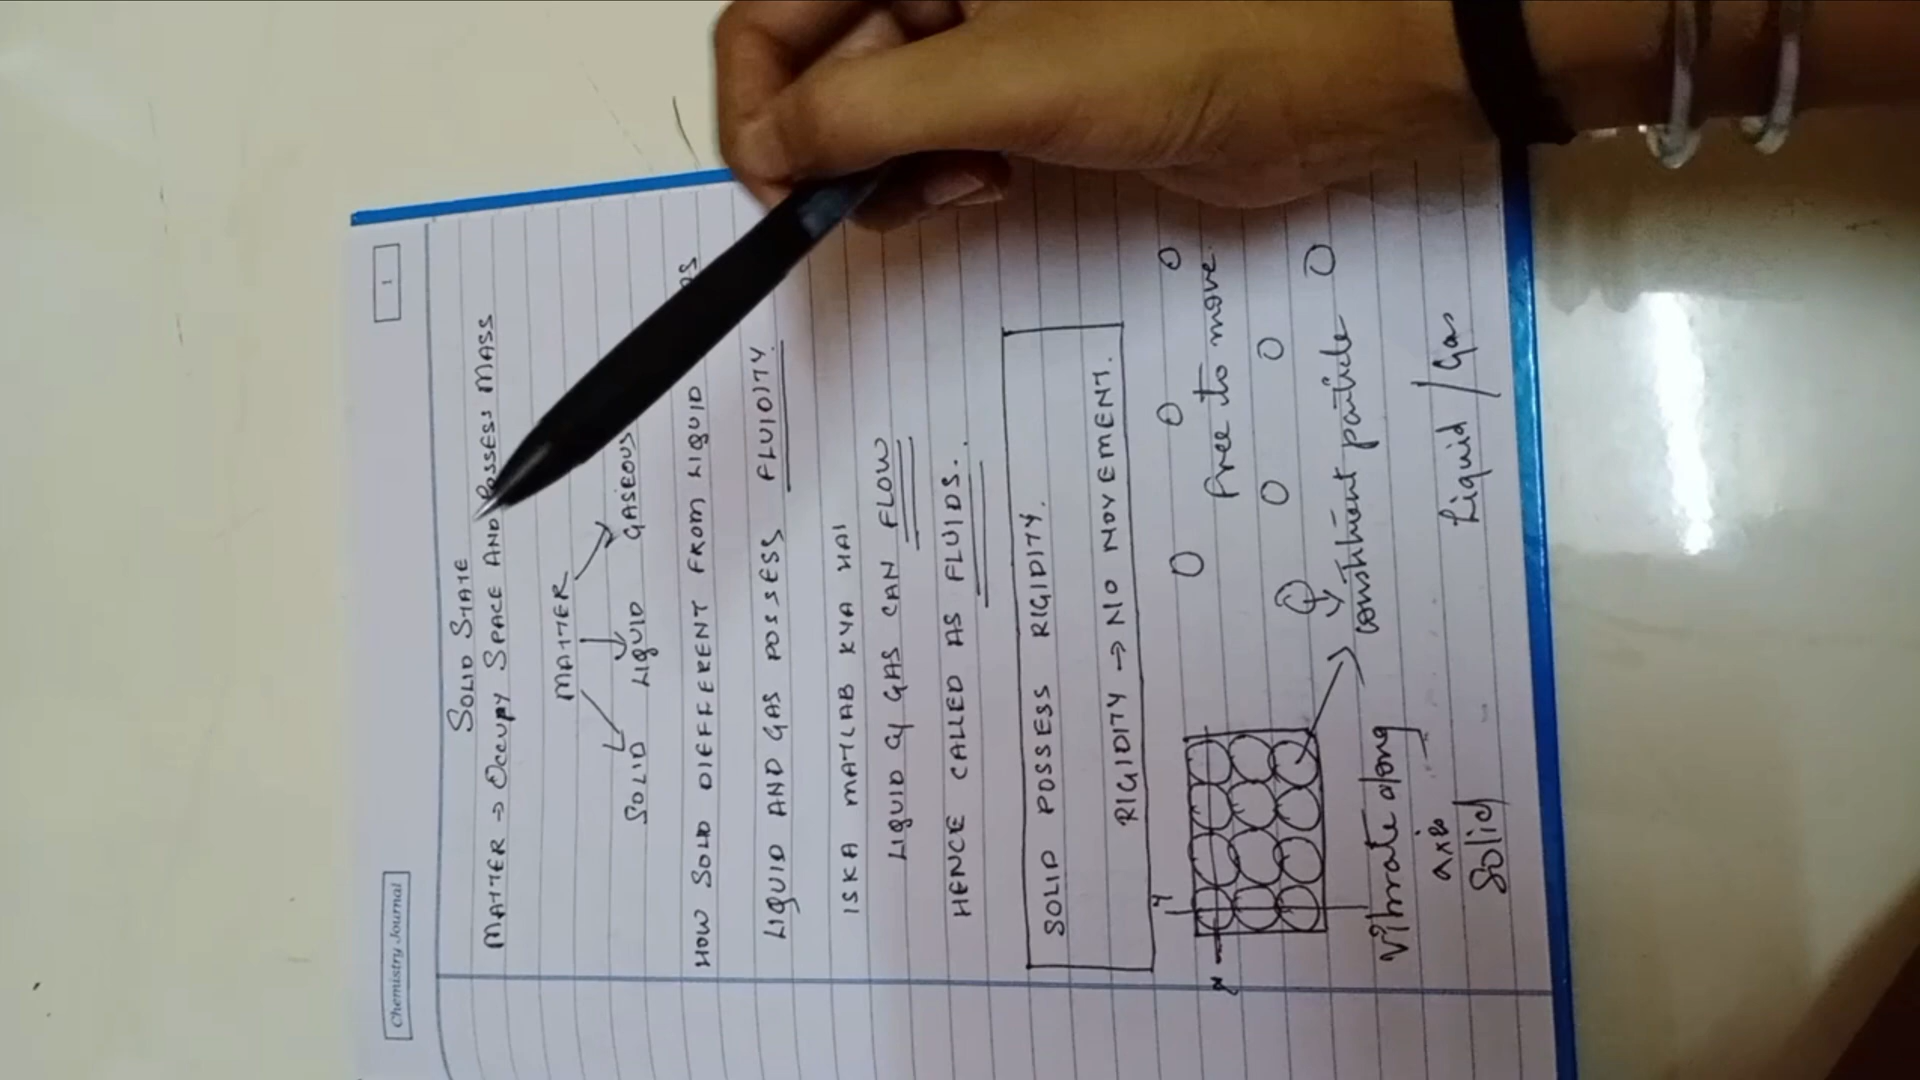 Chemistry Journal
1
SOLID STATE
MATTER → OCCUPY SPACE AND POSSESS MASS
MATTER
SOLID LIQUID GASEOUS
HOW SOLID DIFFERENT FROM LIQUID
LIQUID AND GAS POSSESS FLUIDITY.
ISKA MATLAB KYA HAI
LIQUID Y GAS CAN FLOW
HENCE CALLED AS FLUIDS.
SOLID POSSESS RIGIDITY.
RIGIDITY → NO MOVEMENT.
y
x
free to move.
constituent particle
Vibrate along
axis
Solid
Liquid / Gas